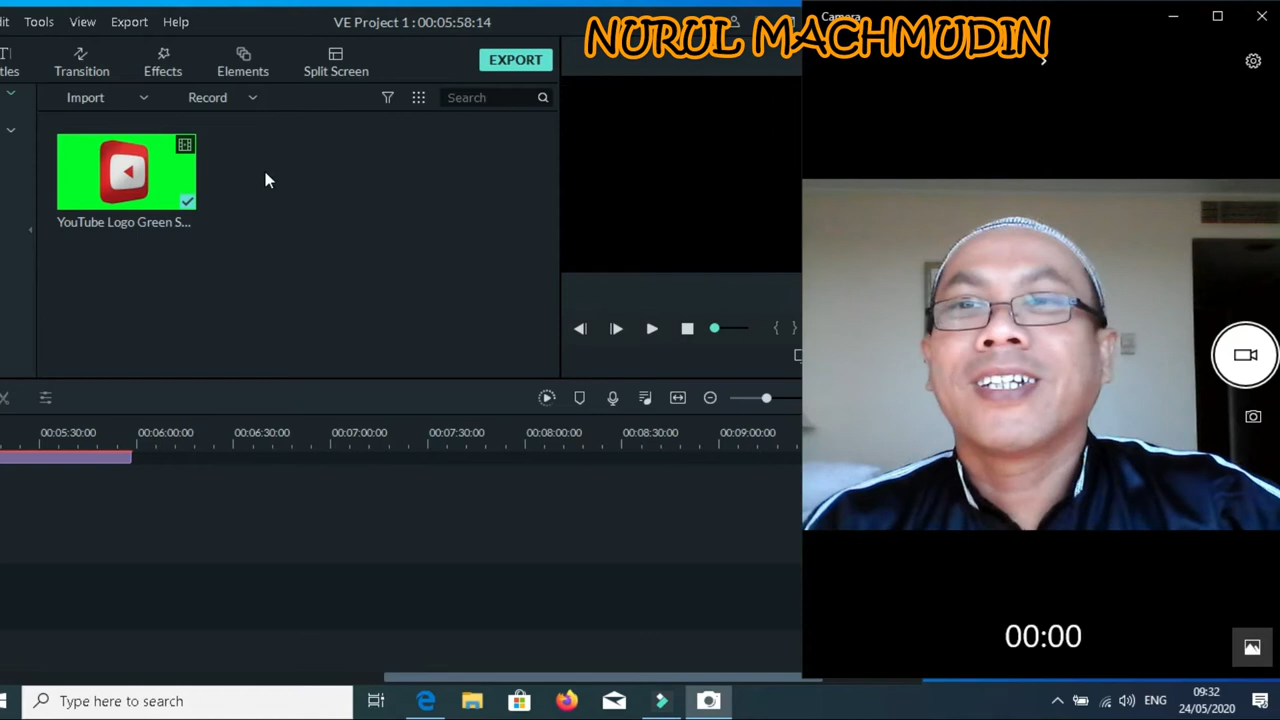 Tools View Export Help VE Project 1 : 00:05:58:14
NURUL MACHMUDIN
Transition Effects Elements Split Screen EXPORT
Import Record Search
YouTube Logo Green S...
00:05:30:00 00:06:00:00 00:06:30:00 00:07:00:00 00:07:30:00 00:08:00:00 00:08:30:00 00:09:00:00
00:00
Type here to search
ENG
09:32
24/05/2020